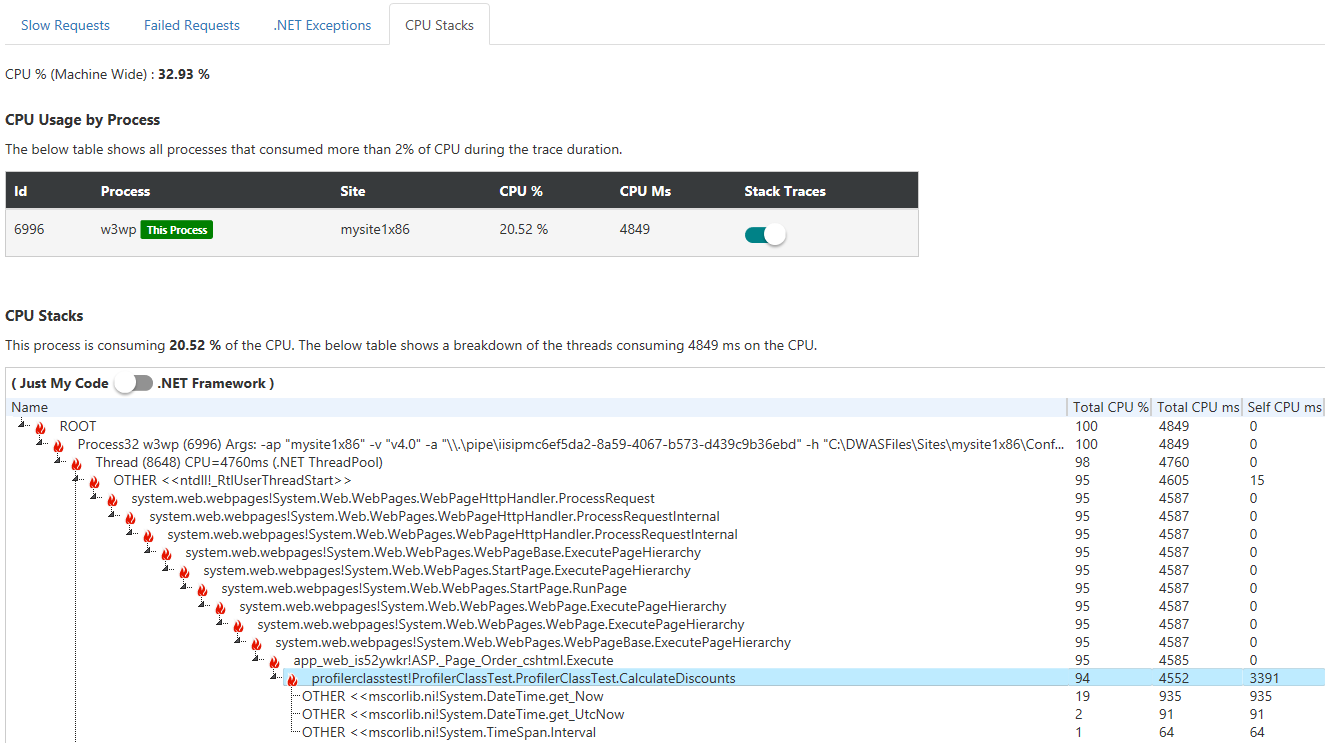 Slow Requests Failed Requests .NET Exceptions CPU Stacks
CPU % (Machine Wide) : 32.93 %
CPU Usage by Process
The below table shows all processes that consumed more than 2% of CPU during the trace duration.
Id Process Site CPU % CPU Ms Stack Traces
6996 w3wp This Process mysite1x86 20.52 % 4849
CPU Stacks
This process is consuming 20.52 % of the CPU. The below table shows a breakdown of the threads consuming 4849 ms on the CPU.
( Just My Code .NET Framework )
Name Total CPU % Total CPU ms Self CPU ms
ROOT 100 4849 0
Process32 w3wp (6996) Args: -ap "mysite1x86" -v "v4.0" -a "\\.\pipe\iisipmc6ef5da2-8a59-4067-b573-d439c9b36ebd" -h "C:\DWASFiles\Sites\mysite1x86\Conf... 100 4849 0
Thread (8648) CPU=4760ms (.NET ThreadPool) 98 4760 0
OTHER <<ntdll!_RtlUserThreadStart>> 95 4605 15
system.web.webpages!System.Web.WebPages.WebPageHttpHandler.ProcessRequest 95 4587 0
system.web.webpages!System.Web.WebPages.WebPageHttpHandler.ProcessRequestInternal 95 4587 0
system.web.webpages!System.Web.WebPages.WebPageHttpHandler.ProcessRequestInternal 95 4587 0
system.web.webpages!System.Web.WebPages.WebPageBase.ExecutePageHierarchy 95 4587 0
system.web.webpages!System.Web.WebPages.StartPage.ExecutePageHierarchy 95 4587 0
system.web.webpages!System.Web.WebPages.StartPage.RunPage 95 4587 0
system.web.webpages!System.Web.WebPages.WebPage.ExecutePageHierarchy 95 4587 0
system.web.webpages!System.Web.WebPages.WebPage.ExecutePageHierarchy 95 4587 0
system.web.webpages!System.Web.WebPages.WebPageBase.ExecutePageHierarchy 95 4587 0
app_web_is52ywkr!ASP._Page_Order_cshtml.Execute 95 4585 0
profilerclasstest!ProfilerClassTest.ProfilerClassTest.CalculateDiscounts 94 4552 3391
OTHER <<mscorlib.ni!System.DateTime.get_Now 19 935 935
OTHER <<mscorlib.ni!System.DateTime.get_UtcNow 2 91 91
OTHER <<mscorlib.ni!System.TimeSpan.Interval 1 64 64